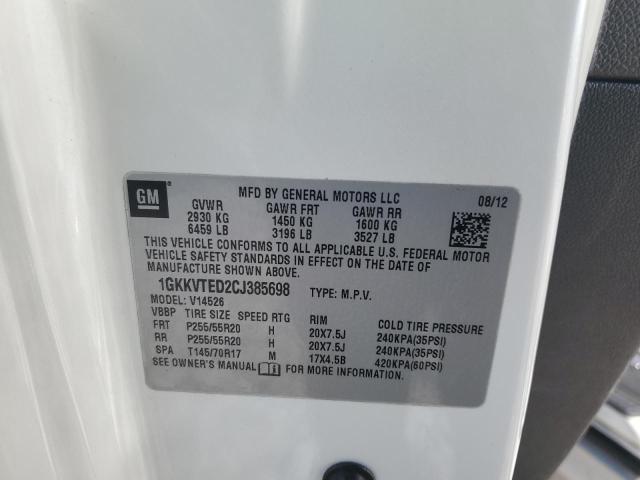 GM
MFD BY GENERAL MOTORS LLC 08/12
GVWR GAWR FRT GAWR RR
2930 KG 1450 KG 1600 KG
6459 LB 3196 LB 3527 LB
THIS VEHICLE CONFORMS TO ALL APPLICABLE U.S. FEDERAL MOTOR
VEHICLE SAFETY STANDARDS IN EFFECT ON THE DATE OF
MANUFACTURE SHOWN ABOVE.
1GKKVTED2CJ385698 TYPE: M.P.V.
MODEL: V14526
VBBP TIRE SIZE SPEED RTG RIM COLD TIRE PRESSURE
FRT P255/55R20 H 20X7.5J 240KPA(35PSI)
RR P255/55R20 H 20X7.5J 240KPA(35PSI)
SPA T145/70R17 M 17X4.5B 420KPA(60PSI)
SEE OWNER'S MANUAL FOR MORE INFORMATION.